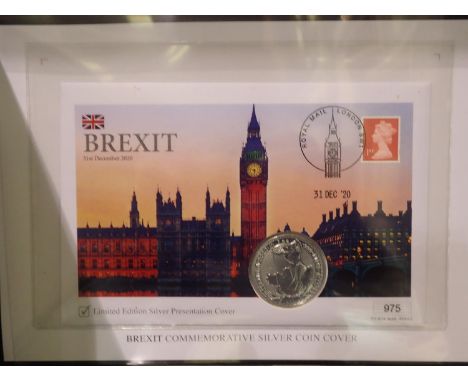 BREXIT
31st December 2020
ROYAL MAIL LONDON SW1
1ST
31 DEC '20
975
Limited Edition Silver Presentation Cover
BREXIT COMMEMORATIVE SILVER COIN COVER